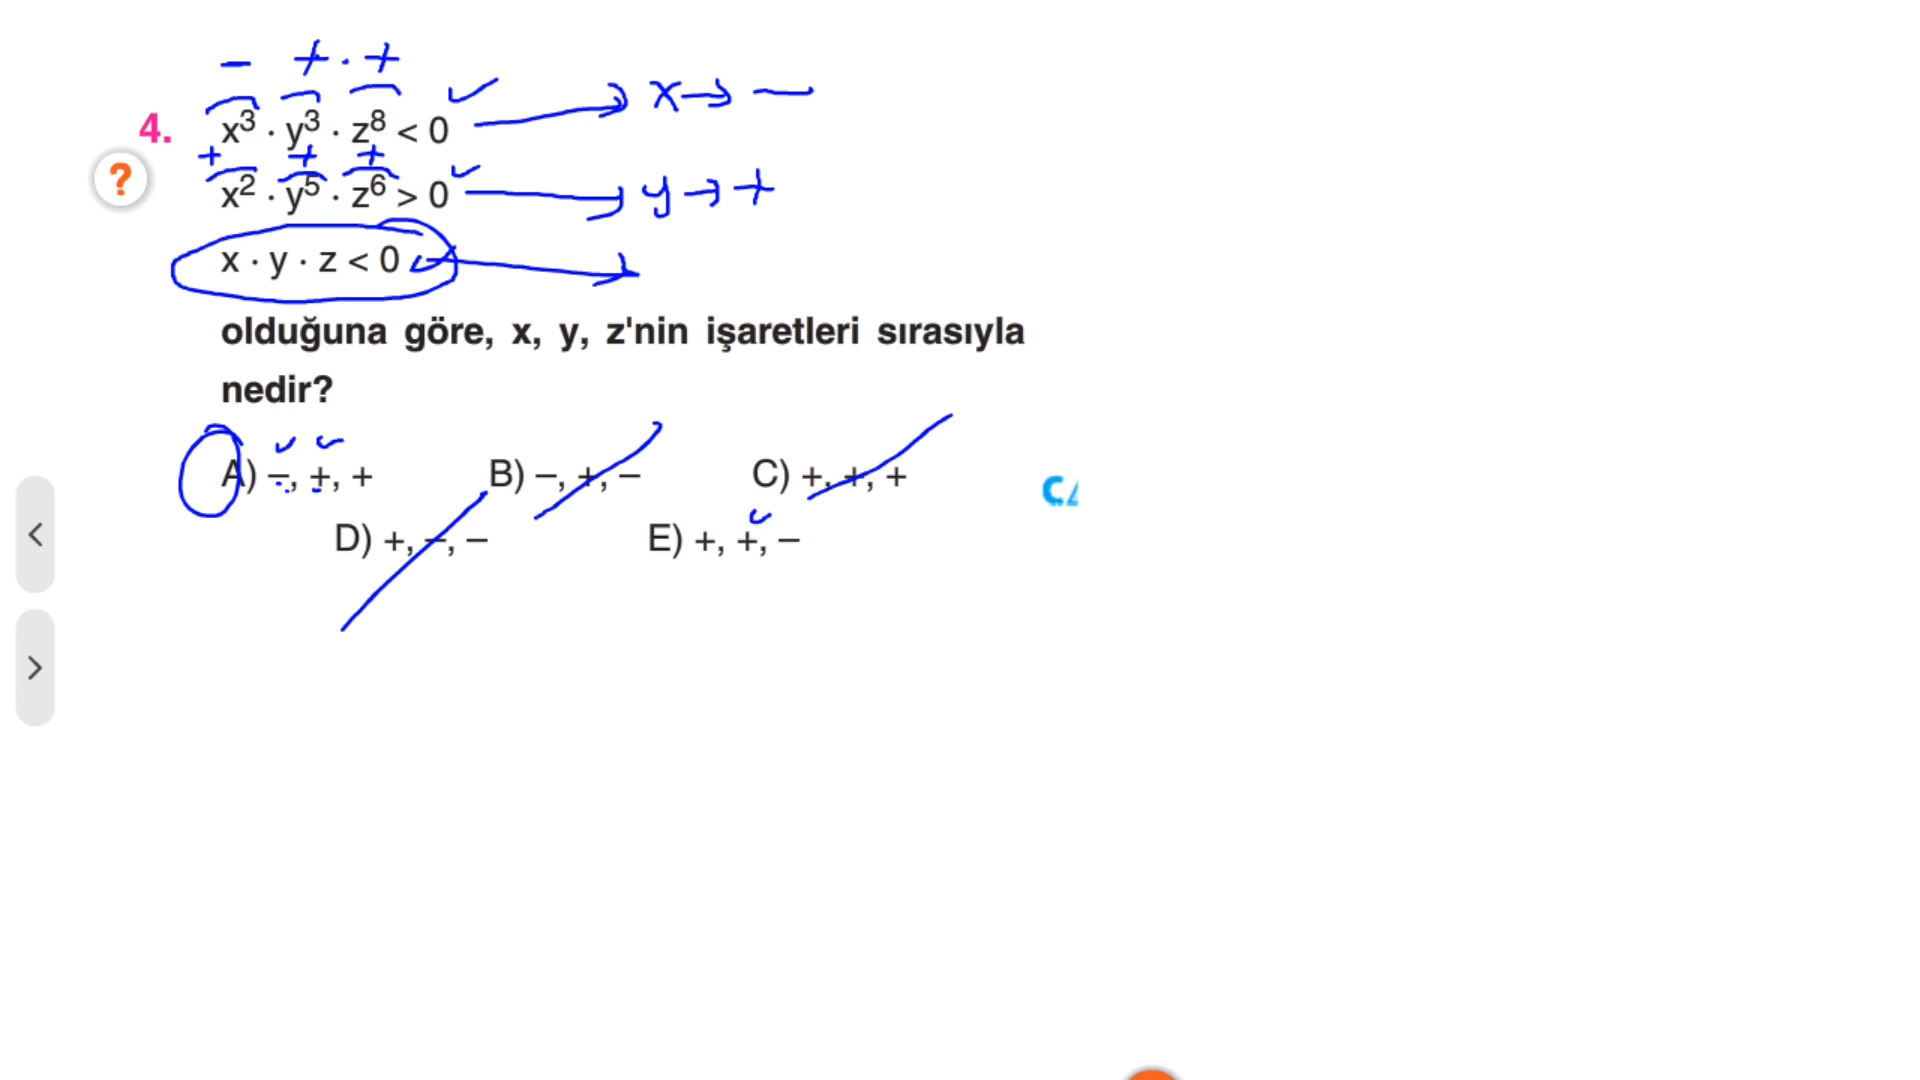 − + · +
4. x³ · y³ · z⁸ < 0 → x → −
+ + +
x² · y⁵ · z⁶ > 0 → y → +
x · y · z < 0 →
olduğuna göre, x, y, z'nin işaretleri sırasıyla
nedir?
A) −, +, + B) −, +, − C) +, +, +
D) +, −, − E) +, +, −